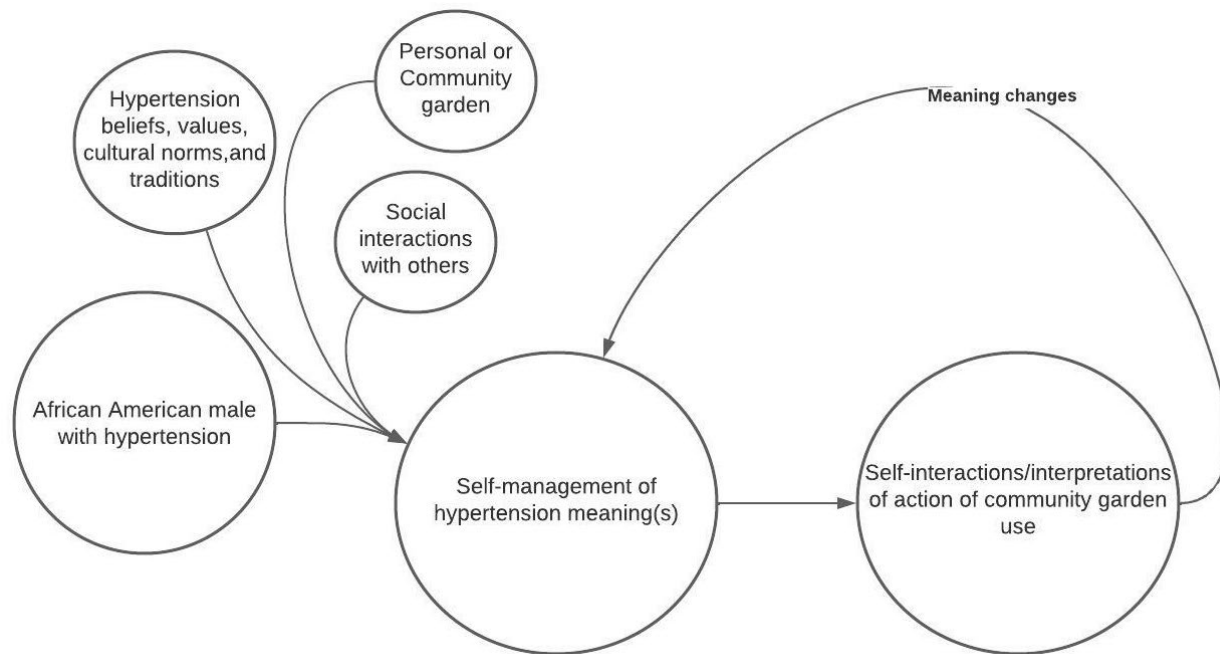 Personal or
Community
garden
Hypertension
beliefs, values,
cultural norms,and
traditions
Meaning changes
Social
interactions
with others
African American male
with hypertension
Self-management of
hypertension meaning(s)
Self-interactions/interpretations
of action of community garden
use